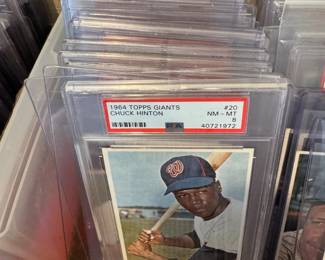 1964 TOPPS GIANTS #20
CHUCK HINTON NM - MT
8
40721972
W